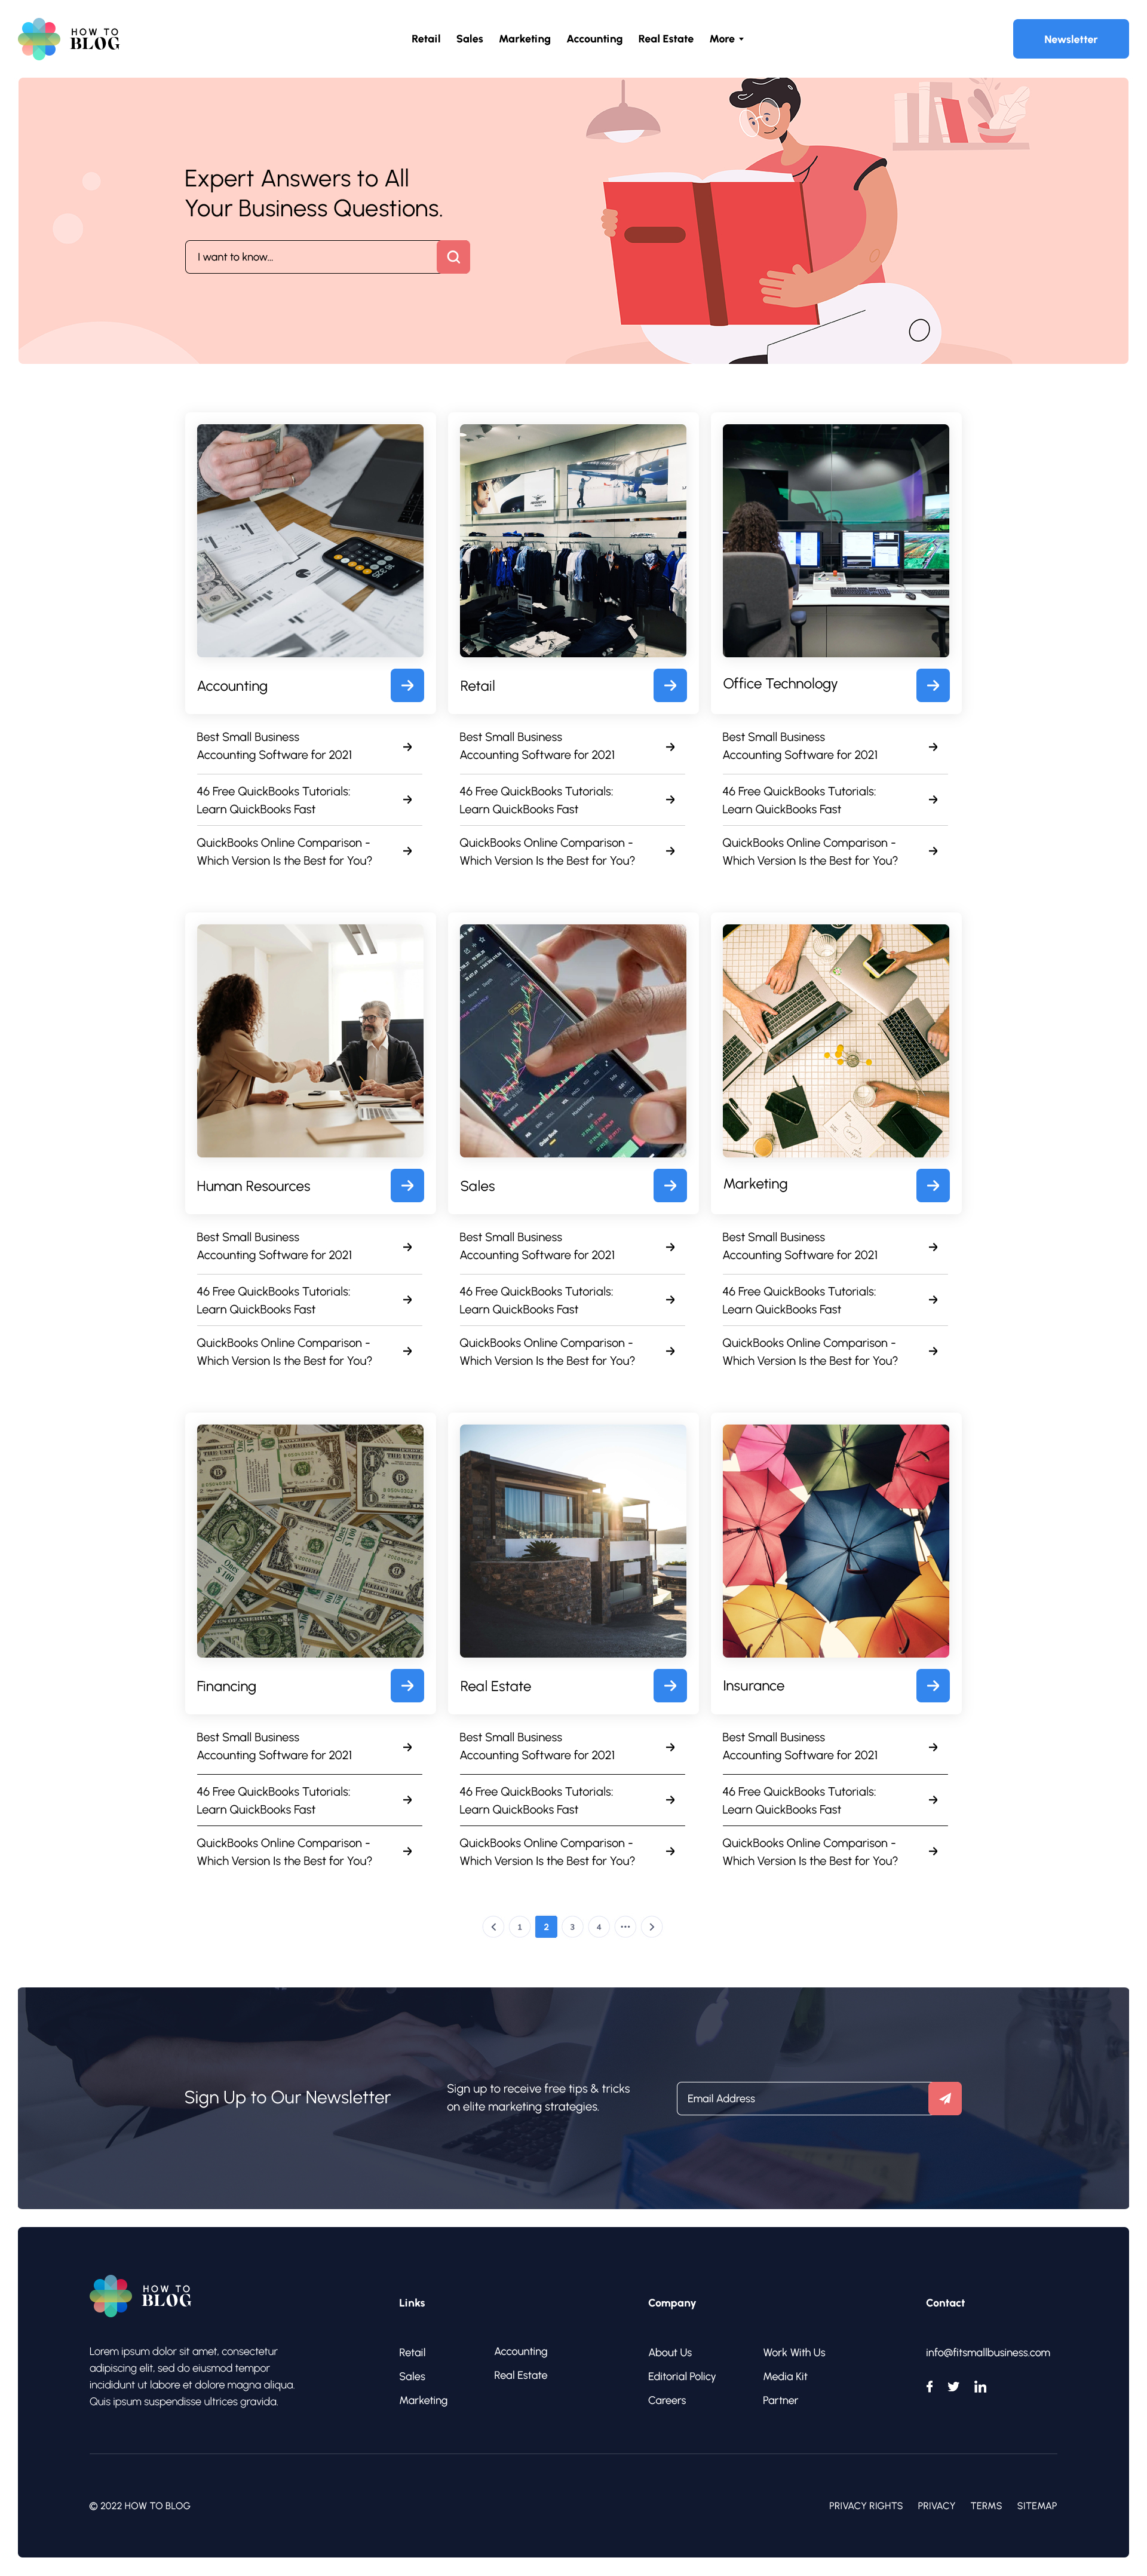 HOW TO
BLOG
Retail Sales Marketing Accounting Real Estate More
Newsletter
Expert Answers to All
Your Business Questions.
I want to know...
Accounting
Best Small Business
Accounting Software for 2021
46 Free QuickBooks Tutorials:
Learn QuickBooks Fast
QuickBooks Online Comparison -
Which Version Is the Best for You?
Retail
Best Small Business
Accounting Software for 2021
46 Free QuickBooks Tutorials:
Learn QuickBooks Fast
QuickBooks Online Comparison -
Which Version Is the Best for You?
Office Technology
Best Small Business
Accounting Software for 2021
46 Free QuickBooks Tutorials:
Learn QuickBooks Fast
QuickBooks Online Comparison -
Which Version Is the Best for You?
Human Resources
Best Small Business
Accounting Software for 2021
46 Free QuickBooks Tutorials:
Learn QuickBooks Fast
QuickBooks Online Comparison -
Which Version Is the Best for You?
Sales
Best Small Business
Accounting Software for 2021
46 Free QuickBooks Tutorials:
Learn QuickBooks Fast
QuickBooks Online Comparison -
Which Version Is the Best for You?
Marketing
Best Small Business
Accounting Software for 2021
46 Free QuickBooks Tutorials:
Learn QuickBooks Fast
QuickBooks Online Comparison -
Which Version Is the Best for You?
Financing
Best Small Business
Accounting Software for 2021
46 Free QuickBooks Tutorials:
Learn QuickBooks Fast
QuickBooks Online Comparison -
Which Version Is the Best for You?
Real Estate
Best Small Business
Accounting Software for 2021
46 Free QuickBooks Tutorials:
Learn QuickBooks Fast
QuickBooks Online Comparison -
Which Version Is the Best for You?
Insurance
Best Small Business
Accounting Software for 2021
46 Free QuickBooks Tutorials:
Learn QuickBooks Fast
QuickBooks Online Comparison -
Which Version Is the Best for You?
1 2 3 4 ...
Sign Up to Our Newsletter
Sign up to receive free tips & tricks
on elite marketing strategies.
Email Address
HOW TO
BLOG
Lorem ipsum dolor sit amet, consectetur
adipiscing elit, sed do eiusmod tempor
incididunt ut labore et dolore magna aliqua.
Quis ipsum suspendisse ultrices gravida.
Links
Retail
Sales
Marketing
Accounting
Real Estate
Company
About Us
Editorial Policy
Careers
Work With Us
Media Kit
Partner
Contact
info@fitsmallbusiness.com
© 2022 HOW TO BLOG
PRIVACY RIGHTS PRIVACY TERMS SITEMAP